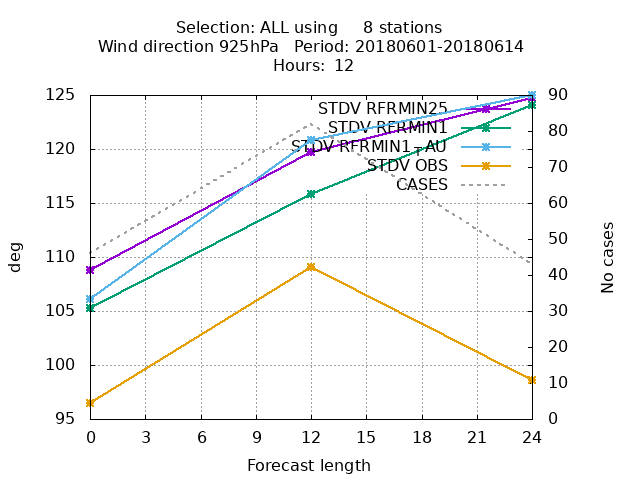 Selection: ALL using     8 stations
Wind direction 925hPa   Period: 20180601-20180614
Hours:  12
STDV RFRMIN25
STDV RFRMIN1
STDV RFRMIN1+AU
STDV OBS
CASES
125
120
115
110
105
100
95
deg
90
80
70
60
50
40
30
20
10
0
No cases
0 3 6 9 12 15 18 21 24
Forecast length